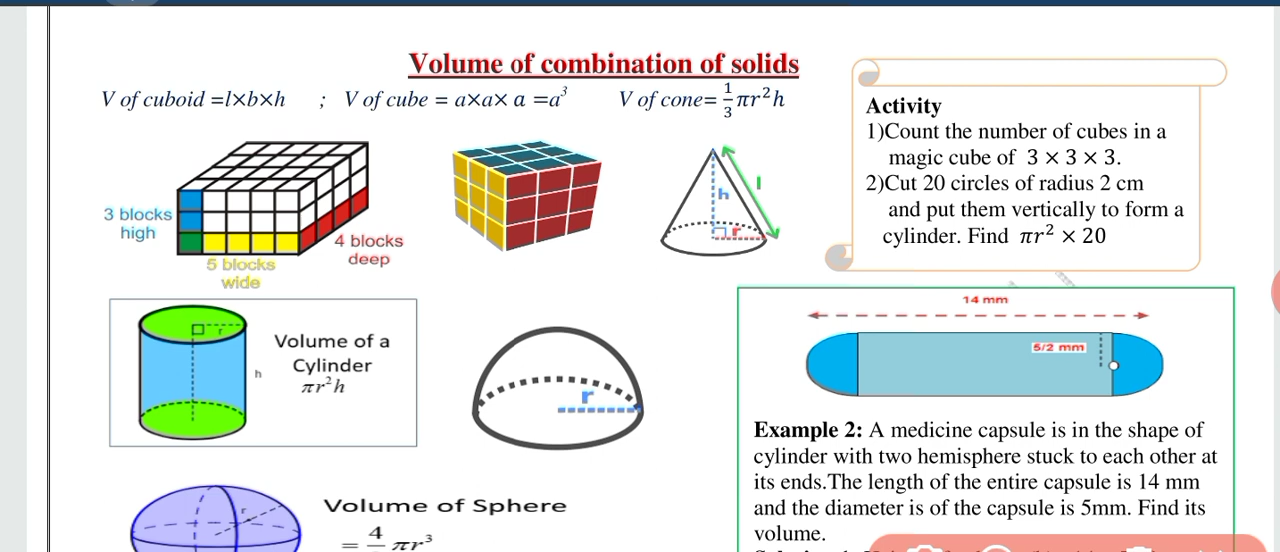 Volume of combination of solids
V of cuboid =l×b×h ; V of cube = a×a× a =a³ V of cone= 1/3 πr²h
3 blocks
high
5 blocks
wide
4 blocks
deep
h
l
r
Activity
1)Count the number of cubes in a
magic cube of 3 × 3 × 3.
2)Cut 20 circles of radius 2 cm
and put them vertically to form a
cylinder. Find πr² × 20
r
h
Volume of a
Cylinder
πr²h
r
14 mm
5/2 mm
Example 2: A medicine capsule is in the shape of
cylinder with two hemisphere stuck to each other at
its ends.The length of the entire capsule is 14 mm
and the diameter is of the capsule is 5mm. Find its
volume.
r
Volume of Sphere
= 4 πr³